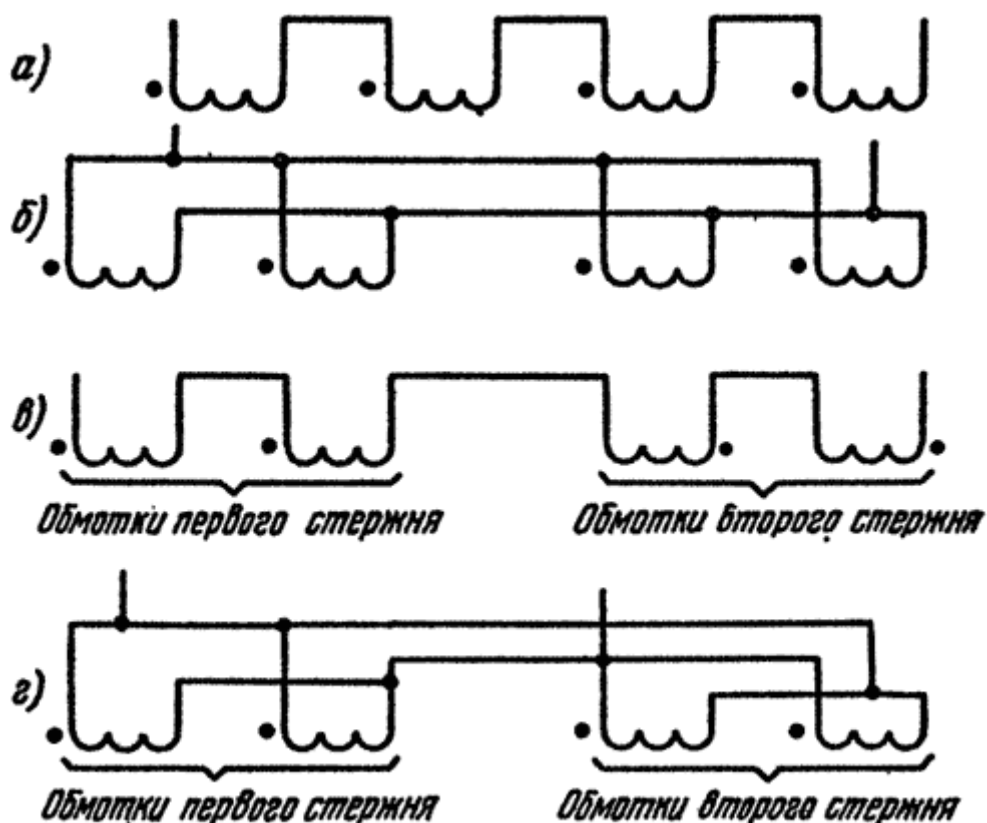 а)
б)
в)
Обмотки первого стержня
Обмотки второго стержня
г)
Обмотки первого стержня
Обмотки второго стержня